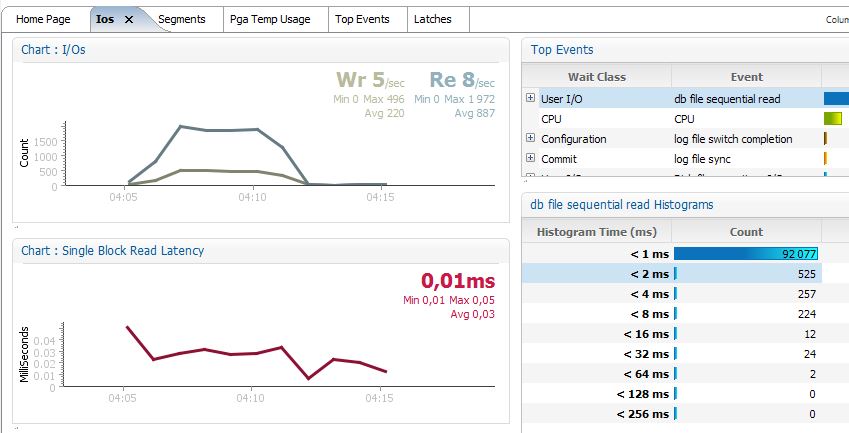 Home Page
Ios ✕
Segments
Pga Temp Usage
Top Events
Latches
Colum
Chart : I/Os
Wr 5/sec Re 8/sec
Min 0 Max 496 Min 0 Max 1 972
Avg 220 Avg 887
Count
1500
1000
500
0
04:05 04:10 04:15
Chart : Single Block Read Latency
0,01ms
Min 0,01 Max 0,05
Avg 0,03
MilliSeconds
0.04
0.03
0.02
0.01
0
04:05 04:10 04:15
Top Events
Wait Class Event
User I/O db file sequential read
CPU CPU
Configuration log file switch completion
Commit log file sync
db file sequential read Histograms
Histogram Time (ms) Count
< 1 ms 92 077
< 2 ms 525
< 4 ms 257
< 8 ms 224
< 16 ms 12
< 32 ms 24
< 64 ms 2
< 128 ms 0
< 256 ms 0